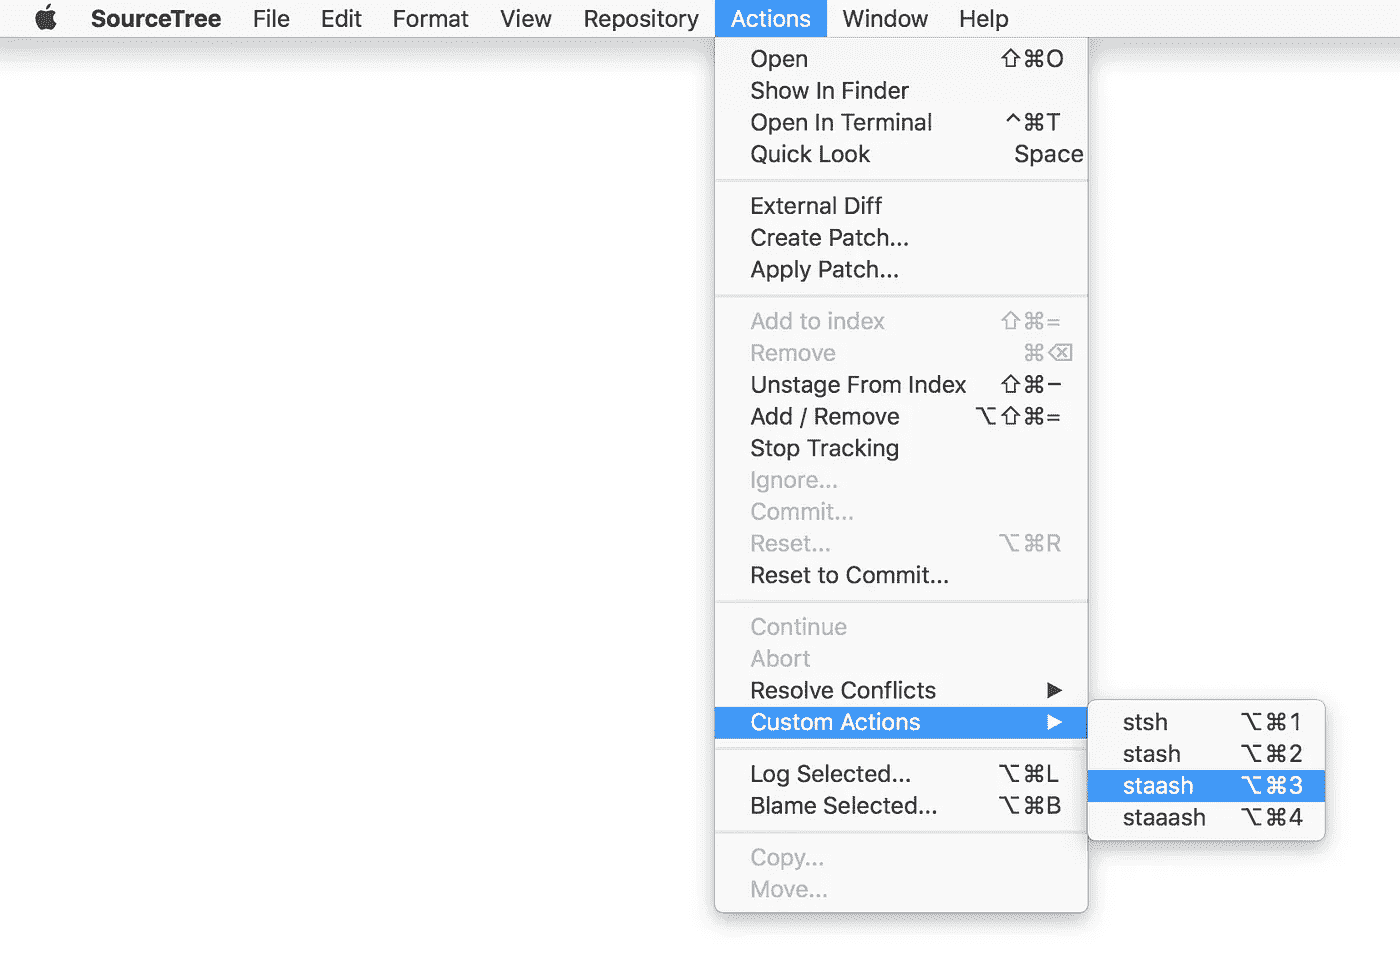 SourceTree File Edit Format View Repository Actions Window Help
Open ⇧⌘O
Show In Finder
Open In Terminal ^⌘T
Quick Look Space
External Diff
Create Patch...
Apply Patch...
Add to index ⇧⌘=
Remove ⌘⌫
Unstage From Index ⇧⌘−
Add / Remove ⌥⇧⌘=
Stop Tracking
Ignore...
Commit...
Reset... ⌥⌘R
Reset to Commit...
Continue
Abort
Resolve Conflicts ▶
Custom Actions ▶
stsh ⌥⌘1
stash ⌥⌘2
staash ⌥⌘3
staaash ⌥⌘4
Log Selected... ⌥⌘L
Blame Selected... ⌥⌘B
Copy...
Move...